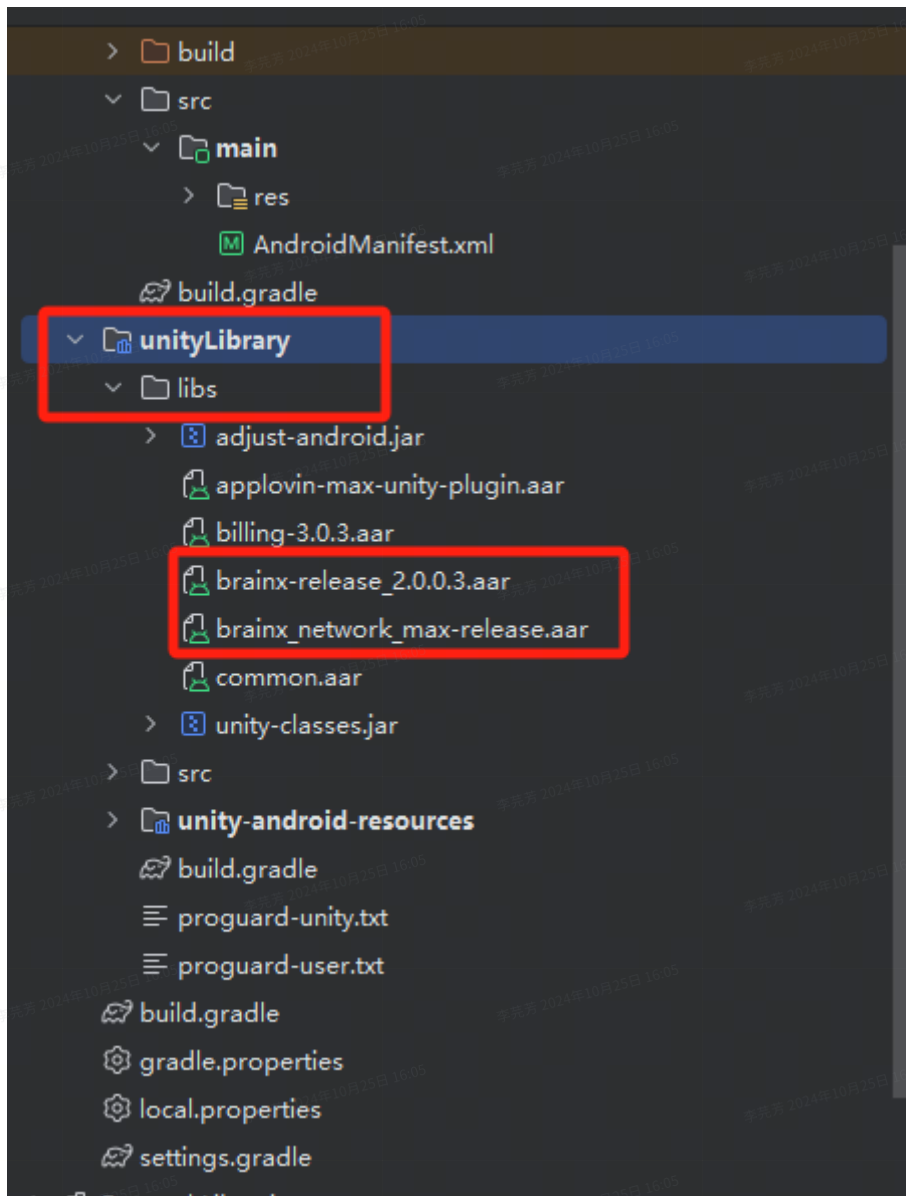 build
src
main
res
AndroidManifest.xml
build.gradle
unityLibrary
libs
adjust-android.jar
applovin-max-unity-plugin.aar
billing-3.0.3.aar
brainx-release_2.0.0.3.aar
brainx_network_max-release.aar
common.aar
unity-classes.jar
src
unity-android-resources
build.gradle
proguard-unity.txt
proguard-user.txt
build.gradle
gradle.properties
local.properties
settings.gradle